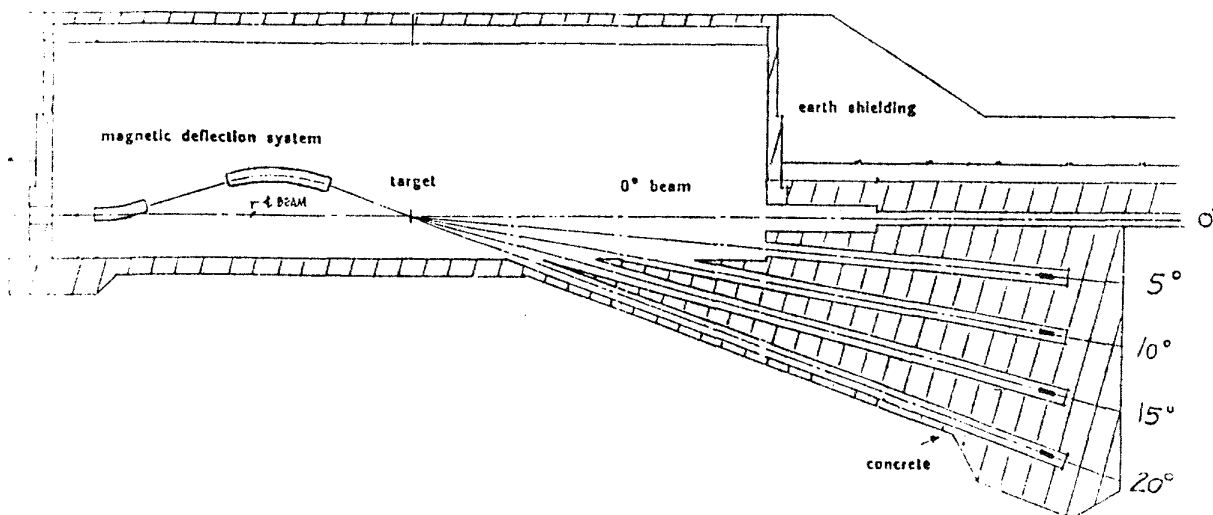 earth shielding
magnetic deflection system
target
0° beam
BEAM
0°
5°
10°
15°
20°
concrete